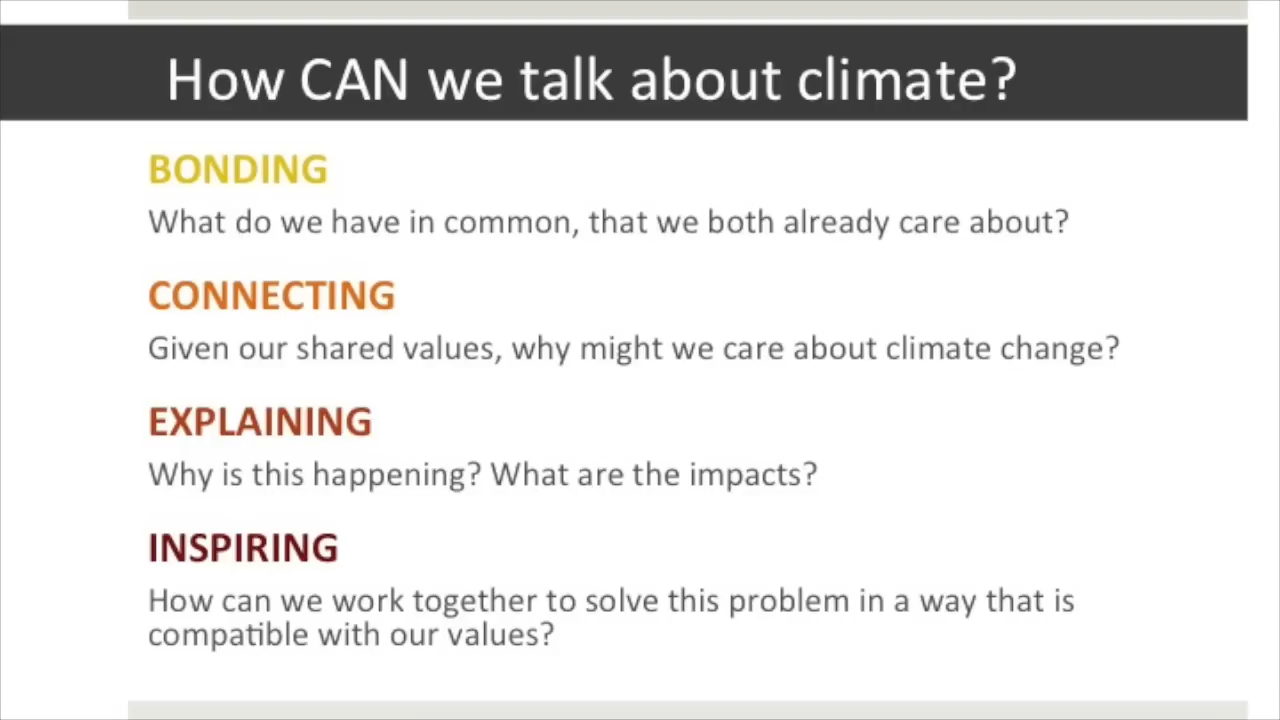 How CAN we talk about climate?
BONDING
What do we have in common, that we both already care about?
CONNECTING
Given our shared values, why might we care about climate change?
EXPLAINING
Why is this happening? What are the impacts?
INSPIRING
How can we work together to solve this problem in a way that is
compatible with our values?